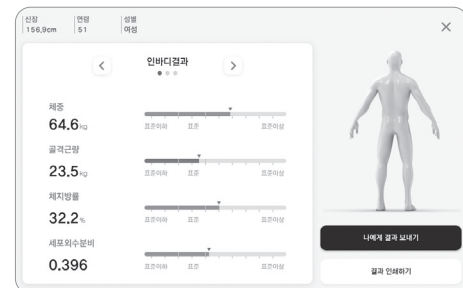 신장 연령 성별
156.9cm 51 여성
인바디결과
체중
64.6kg
표준이하 표준 표준이상
골격근량
23.5kg
표준이하 표준 표준이상
체지방률
32.2%
표준이하 표준 표준이상
세포외수분비
0.396
표준이하 표준 표준이상
나에게 결과 보내기
결과 인쇄하기